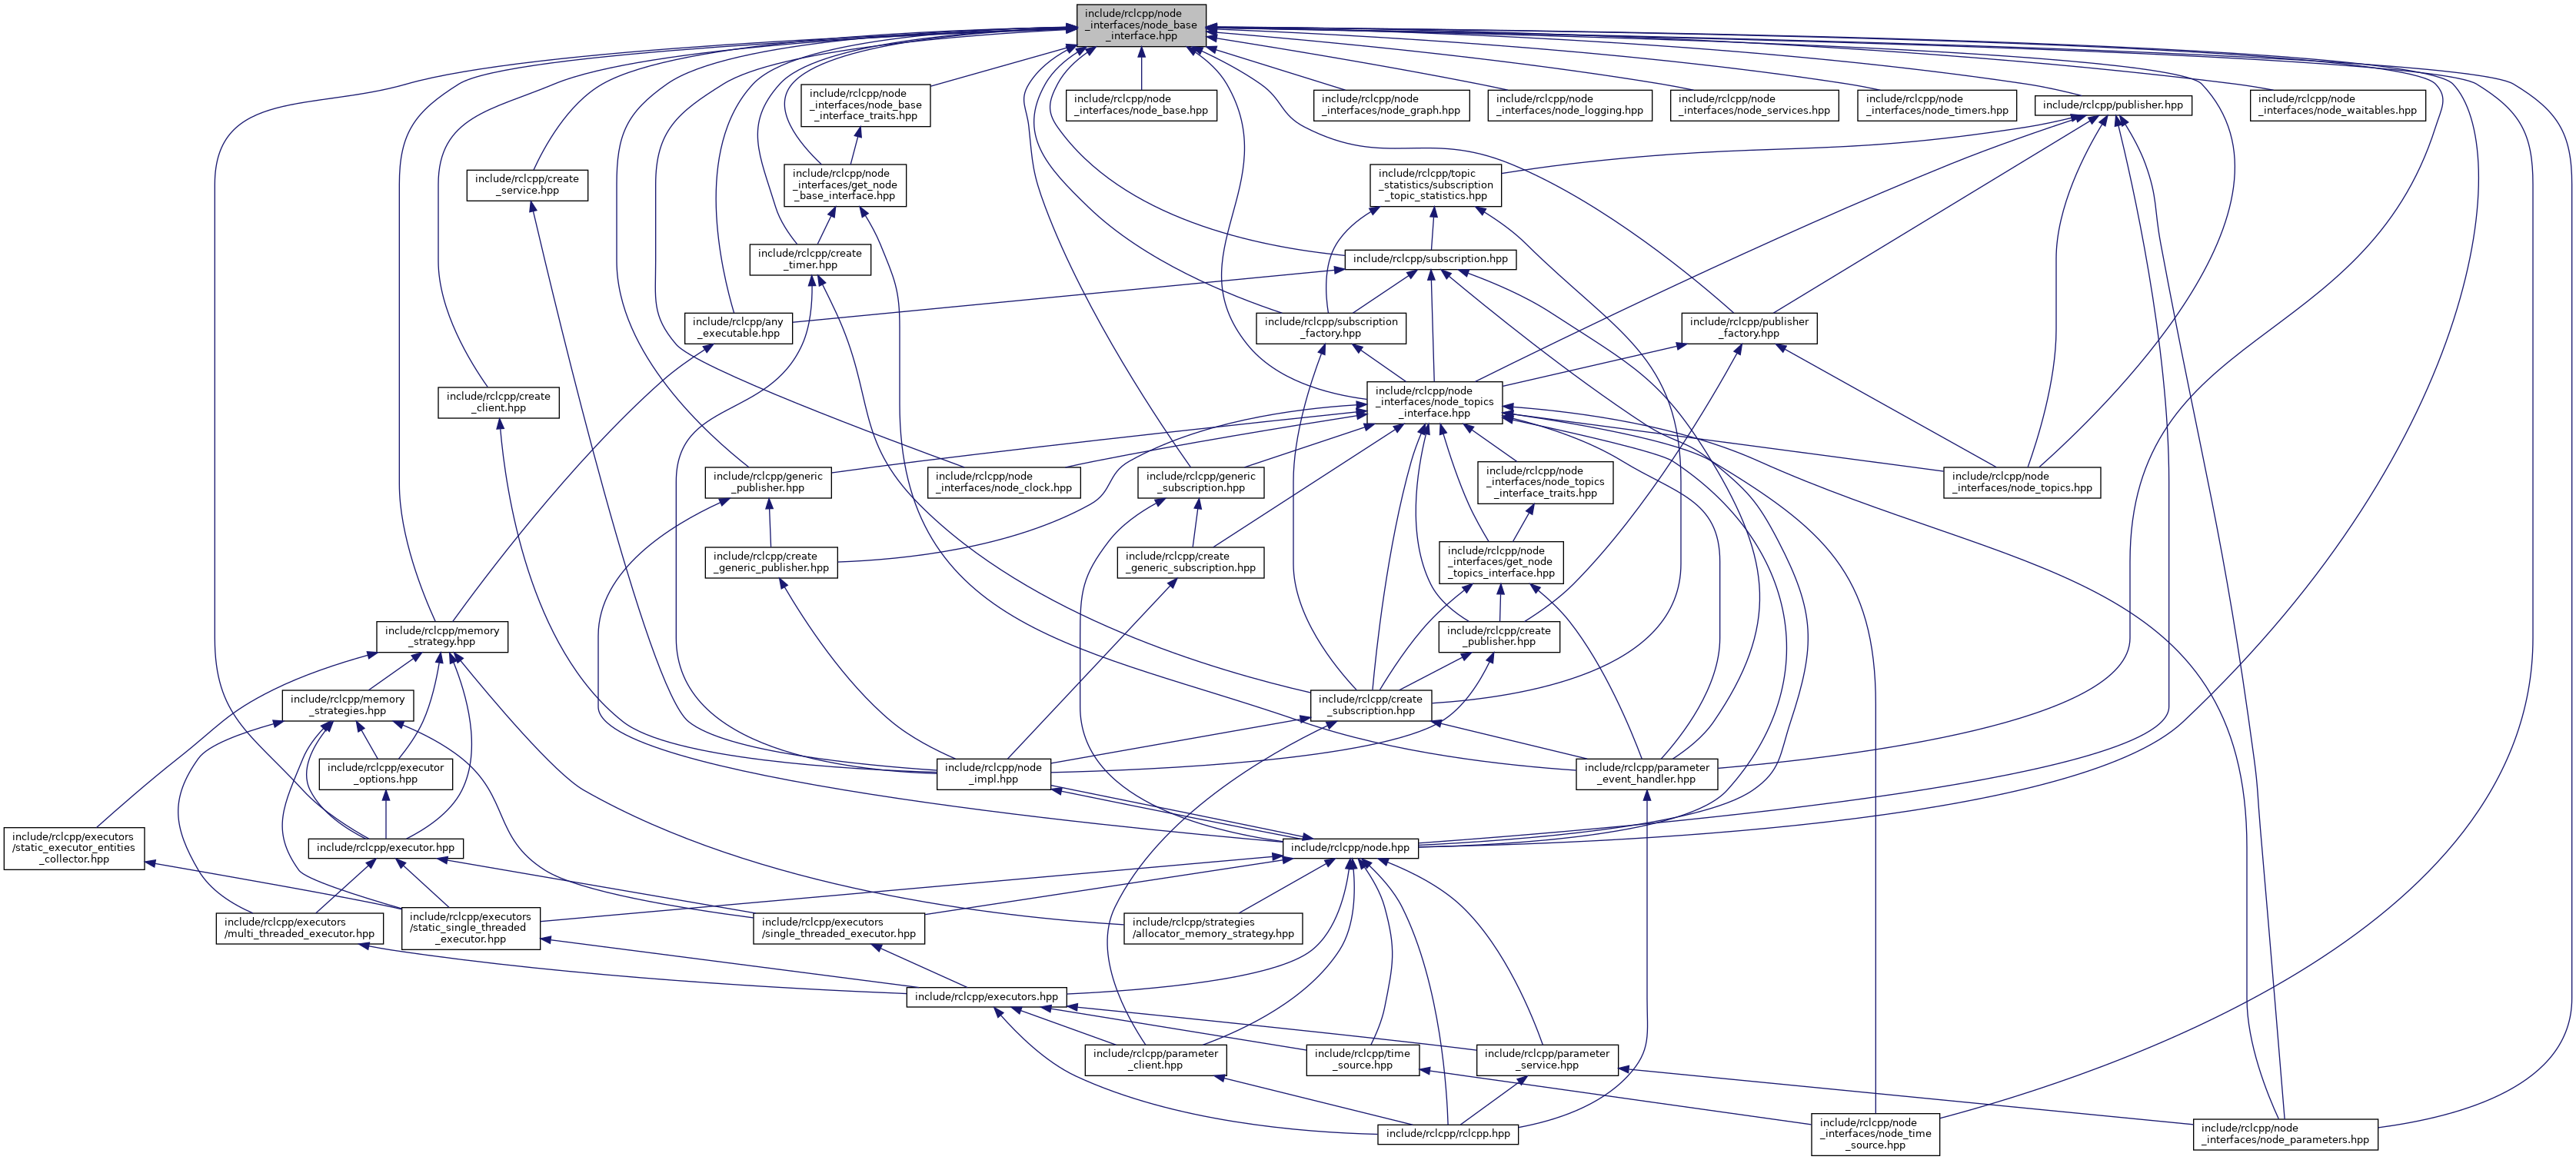 include/rclcpp/node
_interfaces/node_base
_interface.hpp
include/rclcpp/node
_interfaces/node_base
_interface_traits.hpp
include/rclcpp/node
_interfaces/node_base.hpp
include/rclcpp/node
_interfaces/node_graph.hpp
include/rclcpp/node
_interfaces/node_logging.hpp
include/rclcpp/node
_interfaces/node_services.hpp
include/rclcpp/node
_interfaces/node_timers.hpp
include/rclcpp/publisher.hpp
include/rclcpp/node
_interfaces/node_waitables.hpp
include/rclcpp/create
_service.hpp
include/rclcpp/node
_interfaces/get_node
_base_interface.hpp
include/rclcpp/topic
_statistics/subscription
_topic_statistics.hpp
include/rclcpp/create
_timer.hpp
include/rclcpp/subscription.hpp
include/rclcpp/any
_executable.hpp
include/rclcpp/subscription
_factory.hpp
include/rclcpp/publisher
_factory.hpp
include/rclcpp/create
_client.hpp
include/rclcpp/node
_interfaces/node_topics
_interface.hpp
include/rclcpp/generic
_publisher.hpp
include/rclcpp/node
_interfaces/node_clock.hpp
include/rclcpp/generic
_subscription.hpp
include/rclcpp/node
_interfaces/node_topics
_interface_traits.hpp
include/rclcpp/node
_interfaces/node_topics.hpp
include/rclcpp/create
_generic_publisher.hpp
include/rclcpp/create
_generic_subscription.hpp
include/rclcpp/node
_interfaces/get_node
_topics_interface.hpp
include/rclcpp/memory
_strategy.hpp
include/rclcpp/create
_publisher.hpp
include/rclcpp/memory
_strategies.hpp
include/rclcpp/create
_subscription.hpp
include/rclcpp/executor
_options.hpp
include/rclcpp/node
_impl.hpp
include/rclcpp/parameter
_event_handler.hpp
include/rclcpp/executors
/static_executor_entities
_collector.hpp
include/rclcpp/executor.hpp
include/rclcpp/node.hpp
include/rclcpp/executors
/multi_threaded_executor.hpp
include/rclcpp/executors
/static_single_threaded
_executor.hpp
include/rclcpp/executors
/single_threaded_executor.hpp
include/rclcpp/strategies
/allocator_memory_strategy.hpp
include/rclcpp/executors.hpp
include/rclcpp/parameter
_client.hpp
include/rclcpp/time
_source.hpp
include/rclcpp/parameter
_service.hpp
include/rclcpp/rclcpp.hpp
include/rclcpp/node
_interfaces/node_time
_source.hpp
include/rclcpp/node
_interfaces/node_parameters.hpp